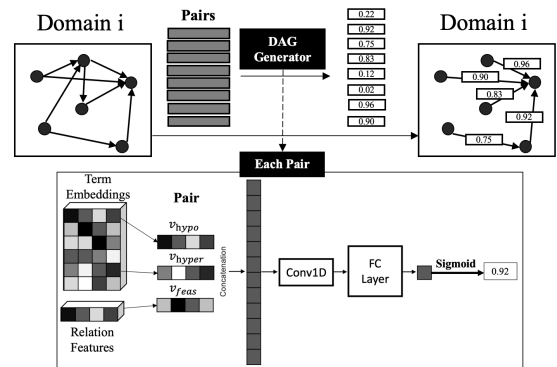 Domain i
Pairs
DAG
Generator
0.22
0.92
0.75
0.83
0.12
0.02
0.96
0.90
Domain i
0.96
0.90
0.83
0.92
0.75
Each Pair
Term
Embeddings
Pair
v_hypo
v_hyper
v_feas
Relation
Features
Concatenation
Conv1D
FC
Layer
Sigmoid
0.92